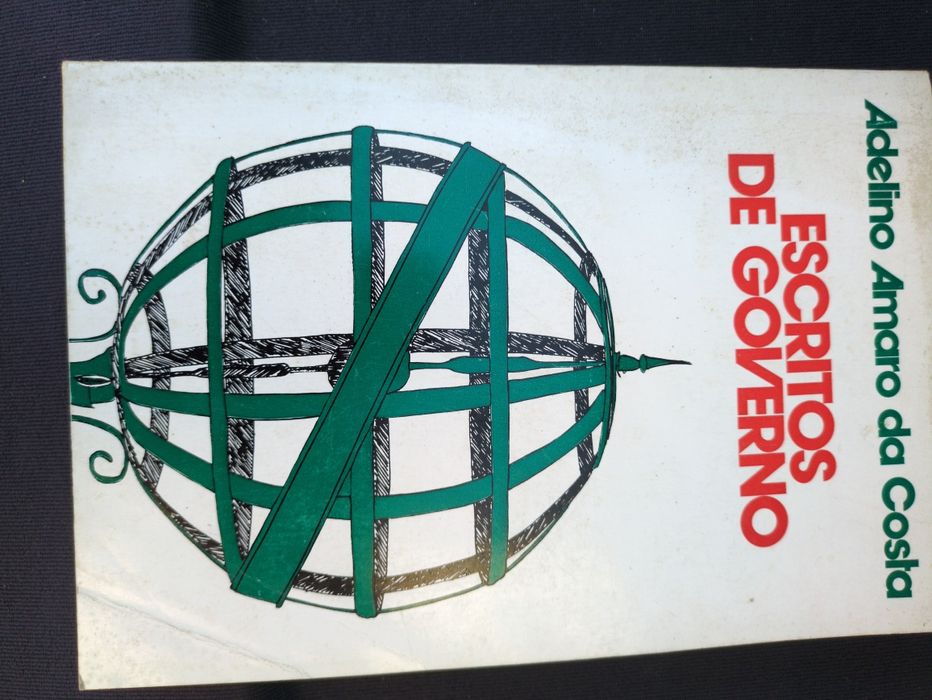 Adelino Amaro da Costa
ESCRITOS
DE GOVERNO